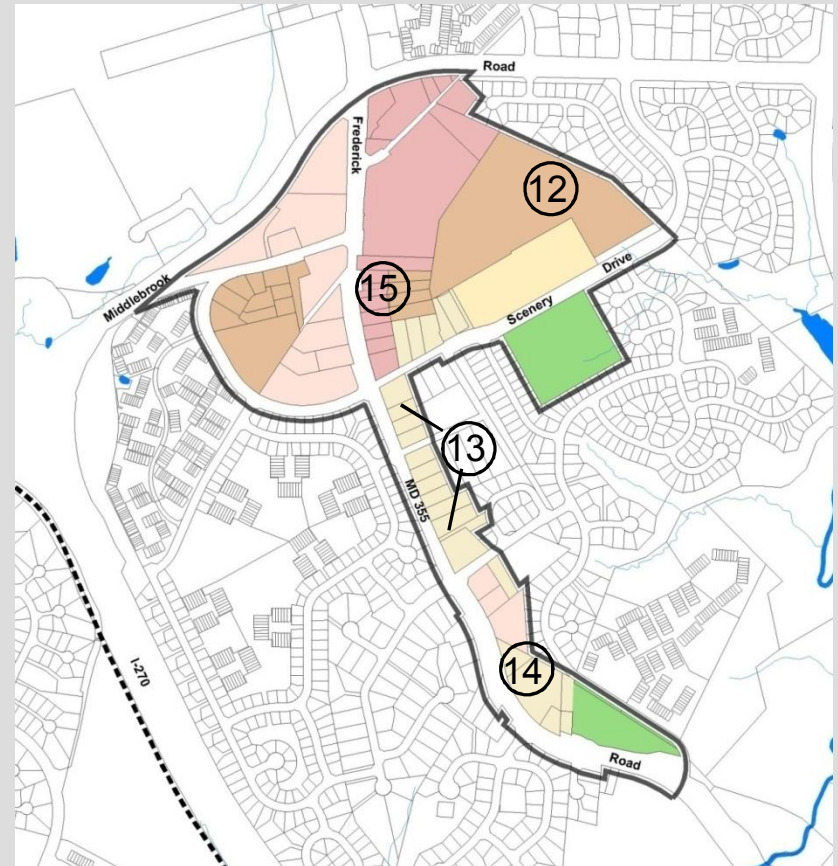 Road
Frederick
12
Middlebrook
15
Drive
Scenery
13
MD 355
14
I-270
Road